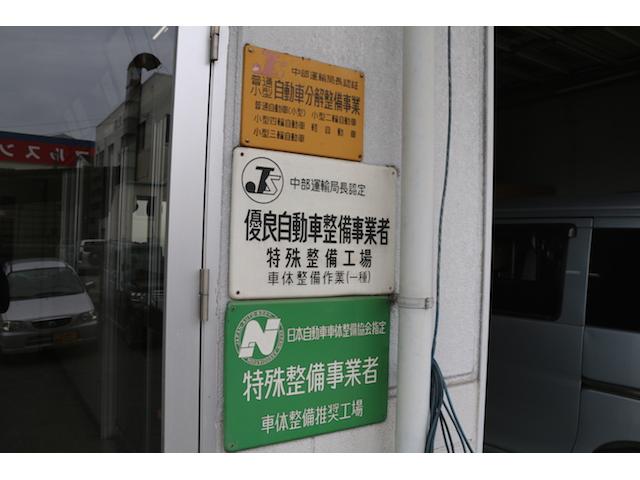 中部運輸局長認証
普通
小型 自動車分解整備事業
普通自動車(小型) 小型二輪自動車
小型四輪自動車 軽自動車
小型三輪自動車
JS 中部運輸局長認定
優良自動車整備事業者
特殊整備工場
車体整備作業(一種)
N 日本自動車車体整備協会指定
特殊整備事業者
車体整備推奨工場